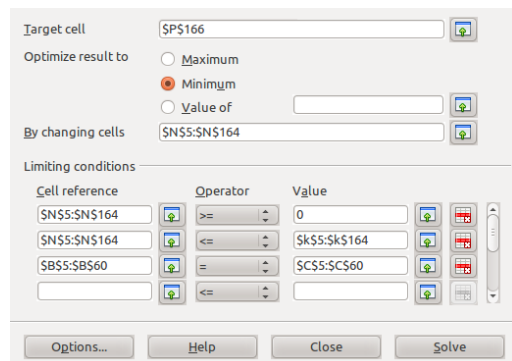 Target cell $P$166
Optimize result to Maximum
Minimum
Value of
By changing cells $N$5:$N$164
Limiting conditions
Cell reference Operator Value
$N$5:$N$164 >= 0
$N$5:$N$164 <= $k$5:$k$164
$B$5:$B$60 = $C$5:$C$60
<=
Options... Help Close Solve